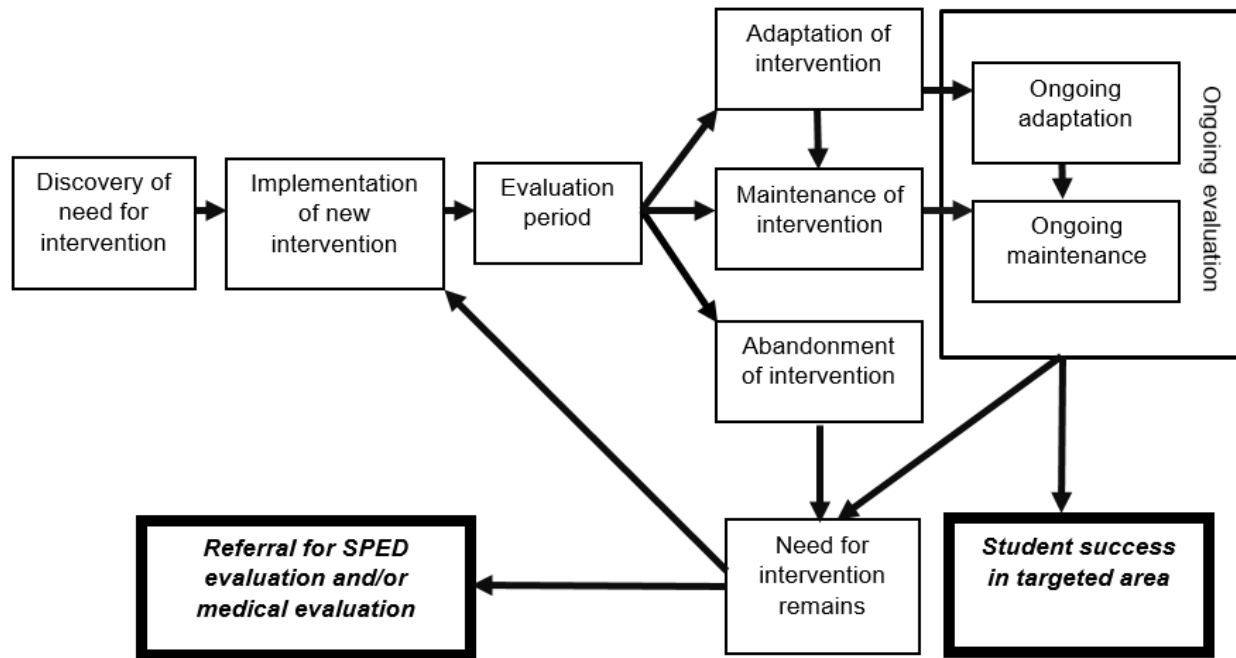 Discovery of
need for
intervention
Implementation
of new
intervention
Evaluation
period
Adaptation of
intervention
Maintenance of
intervention
Abandonment
of intervention
Ongoing
adaptation
Ongoing
maintenance
Ongoing evaluation
Need for
intervention
remains
Referral for SPED
evaluation and/or
medical evaluation
Student success
in targeted area